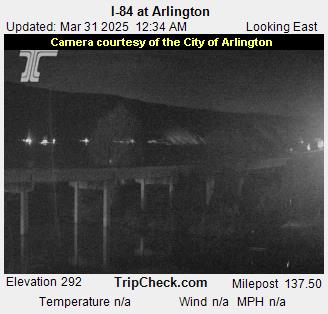 I-84 at Arlington
Updated: Mar 31 2025 12:34 AM Looking East
Camera courtesy of the City of Arlington
Elevation 292 TripCheck.com Milepost 137.50
Temperature n/a Wind n/a MPH n/a